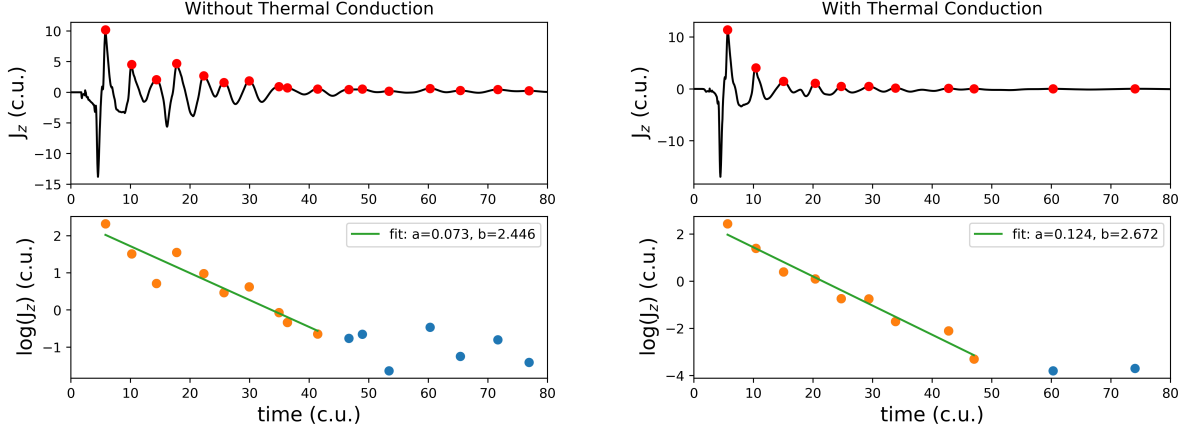 Without Thermal Conduction
J_z (c.u.)
10
5
0
−5
−10
−15
0 10 20 30 40 50 60 70 80
With Thermal Conduction
J_z (c.u.)
10
0
−10
0 10 20 30 40 50 60 70 80
log(J_z) (c.u.)
2
1
0
−1
fit: a=0.073, b=2.446
0 10 20 30 40 50 60 70 80
time (c.u.)
log(J_z) (c.u.)
2
0
−2
−4
fit: a=0.124, b=2.672
0 10 20 30 40 50 60 70 80
time (c.u.)